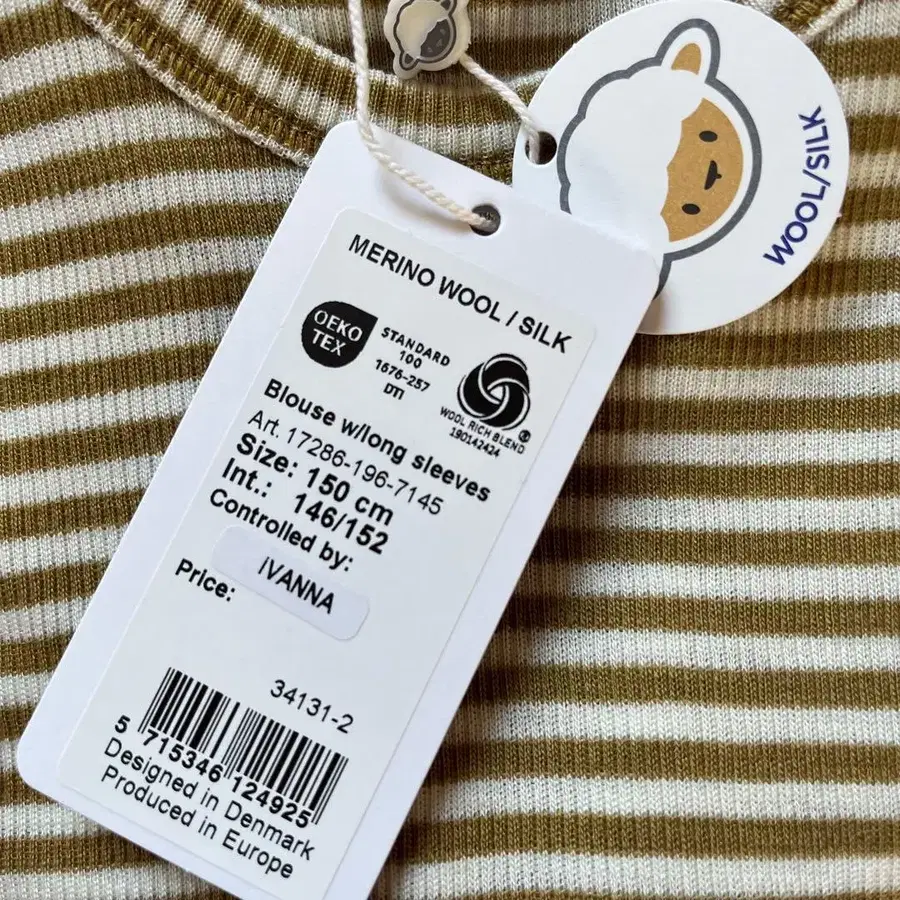 WOOL/SILK
MERINO WOOL / SILK
OEKO
TEX
STANDARD
100
1676-257
DTI
WOOL RICH BLEND
190142424
Blouse w/long sleeves
Art. 17286-196-7145
Size: 150 cm
Int.: 146/152
Controlled by:
IVANNA
Price:
34131-2
5 715346 124925
Designed in Denmark
Produced in Europe